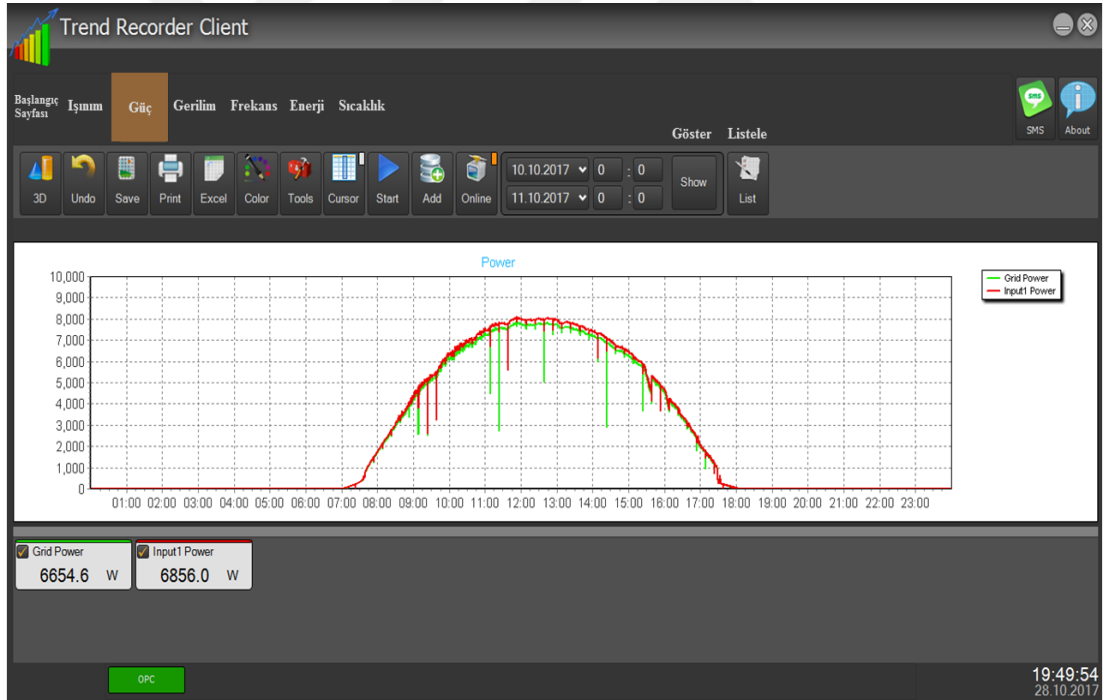 Trend Recorder Client
Başlangıç Sayfası
Işınım
Güç
Gerilim
Frekans
Enerji
Sıcaklık
Göster
Listele
SMS
About
3D
Undo
Save
Print
Excel
Color
Tools
Cursor
Start
Add
Online
10.10.2017 0 : 0
11.10.2017 0 : 0
Show
List
Power
10,000
9,000
8,000
7,000
6,000
5,000
4,000
3,000
2,000
1,000
0
01:00 02:00 03:00 04:00 05:00 06:00 07:00 08:00 09:00 10:00 11:00 12:00 13:00 14:00 15:00 16:00 17:00 18:00 19:00 20:00 21:00 22:00 23:00
Grid Power
Input1 Power
Grid Power
6654.6 W
Input1 Power
6856.0 W
OPC
19:49:54
28.10.2017